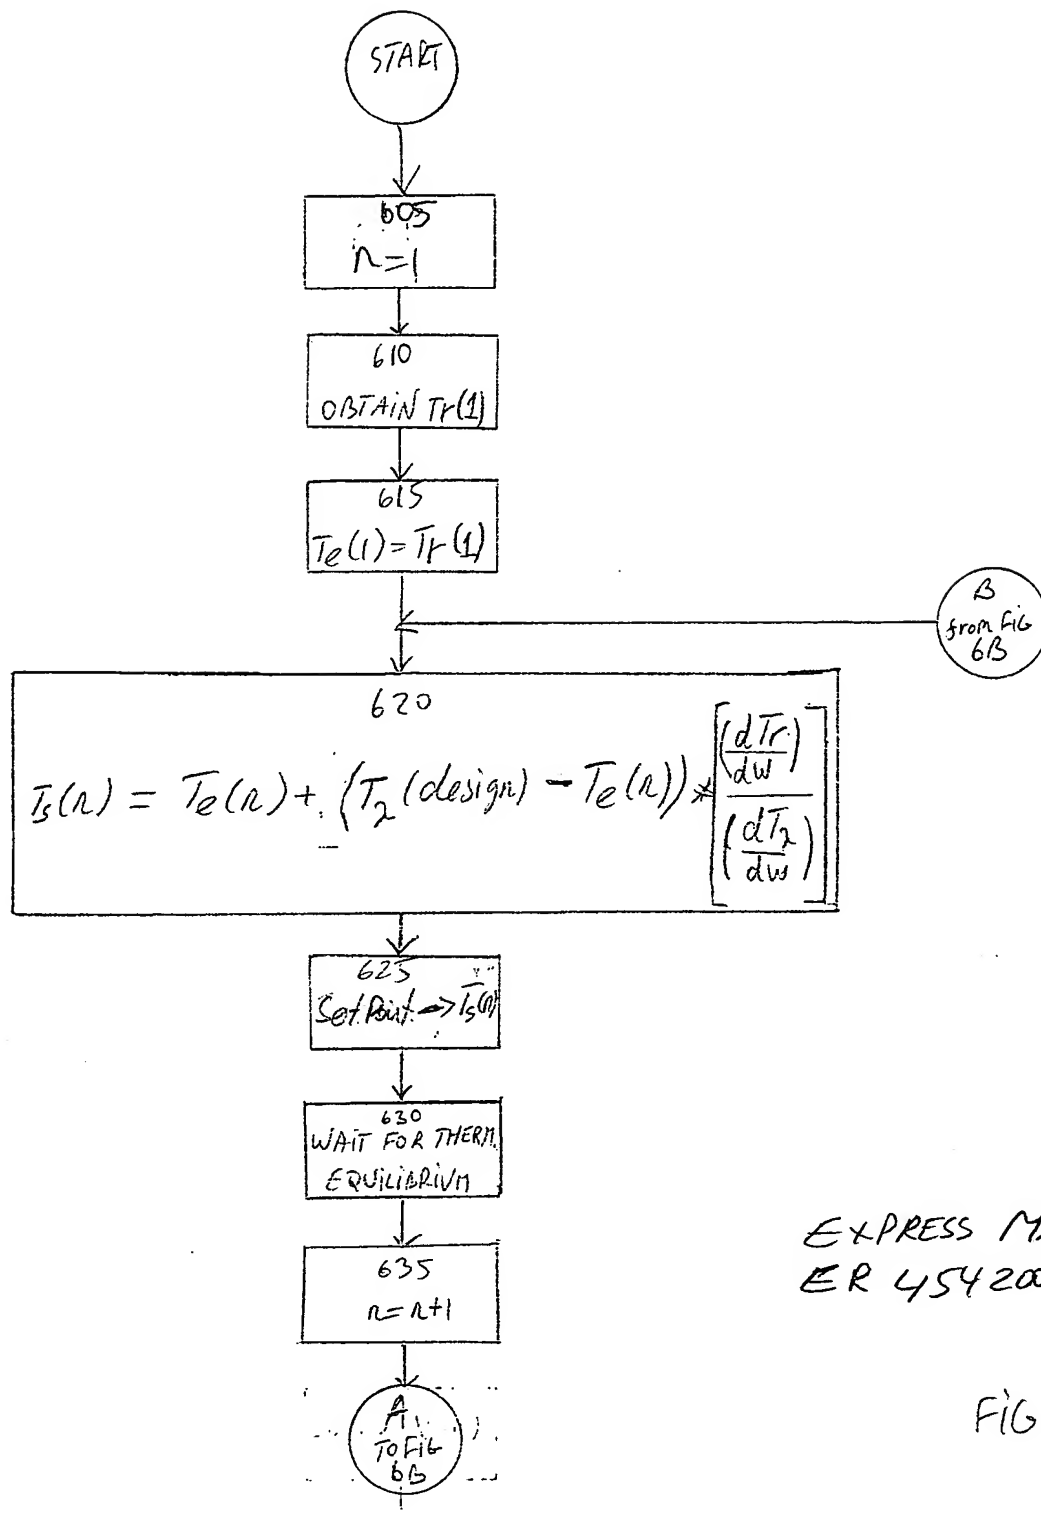 START
605
n=1
610
OBTAIN Tr(1)
615
Te(1)=Tr(1)
B
from FiG
6B
620
Ts(n) = Te(n) + (T2(design) - Te(n)) * [(dTr/dw)/(dT2/dw)]
625
Set Point -> Ts(n)
630
WAIT FOR THERM.
EQUILIBRIUM
635
n=n+1
A
TO FiG
6B
EXPRESS
ER 454200
FiG